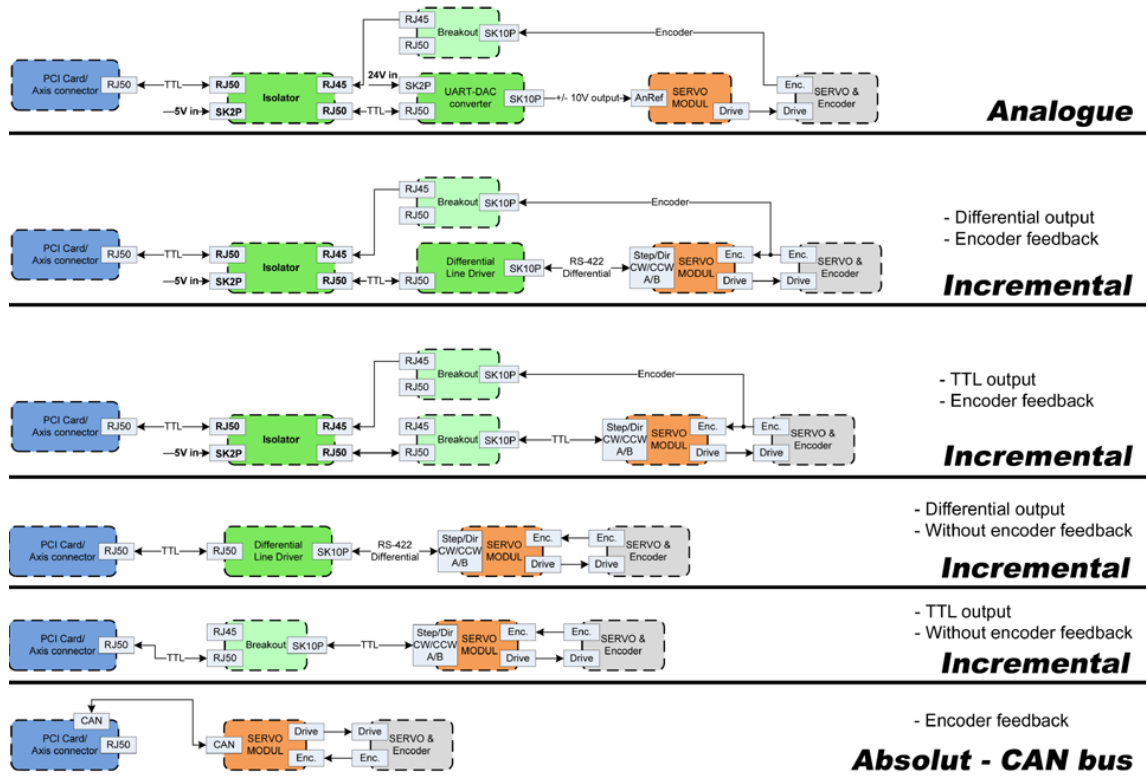 RJ45
Breakout
SK10P
RJ50
Encoder
PCI Card/
Axis connector
RJ50
TTL
RJ50
RJ45
Isolator
5V in
SK2P
RJ50
24V in
SK2P
UART-DAC
converter
SK10P
TTL
RJ50
+/- 10V output
AnRef
SERVO
MODUL
Drive
Enc.
SERVO &
Encoder
Drive
Analogue
RJ45
Breakout
SK10P
RJ50
Encoder
PCI Card/
Axis connector
RJ50
TTL
RJ50
RJ45
Isolator
5V in
SK2P
RJ50
TTL
RJ50
Differential
Line Driver
SK10P
RS-422
Differential
Step/Dir
CW/CCW
A/B
SERVO
MODUL
Enc.
Drive
Enc.
SERVO &
Encoder
Drive
- Differential output
- Encoder feedback
Incremental
RJ45
Breakout
SK10P
RJ50
Encoder
PCI Card/
Axis connector
RJ50
TTL
RJ50
RJ45
Isolator
5V in
SK2P
RJ50
RJ45
Breakout
SK10P
RJ50
TTL
Step/Dir
CW/CCW
A/B
SERVO
MODUL
Enc.
Drive
Enc.
SERVO &
Encoder
Drive
- TTL output
- Encoder feedback
Incremental
PCI Card/
Axis connector
RJ50
TTL
RJ50
Differential
Line Driver
SK10P
RS-422
Differential
Step/Dir
CW/CCW
A/B
SERVO
MODUL
Enc.
Drive
Enc.
SERVO &
Encoder
Drive
- Differential output
- Without encoder feedback
Incremental
PCI Card/
Axis connector
RJ50
TTL
RJ45
Breakout
SK10P
RJ50
TTL
Step/Dir
CW/CCW
A/B
SERVO
MODUL
Enc.
Drive
Enc.
SERVO &
Encoder
Drive
- TTL output
- Without encoder feedback
Incremental
CAN
PCI Card/
Axis connector
RJ50
CAN
SERVO
MODUL
Drive
Enc.
Drive
SERVO &
Encoder
Enc.
- Encoder feedback
Absolut - CAN bus